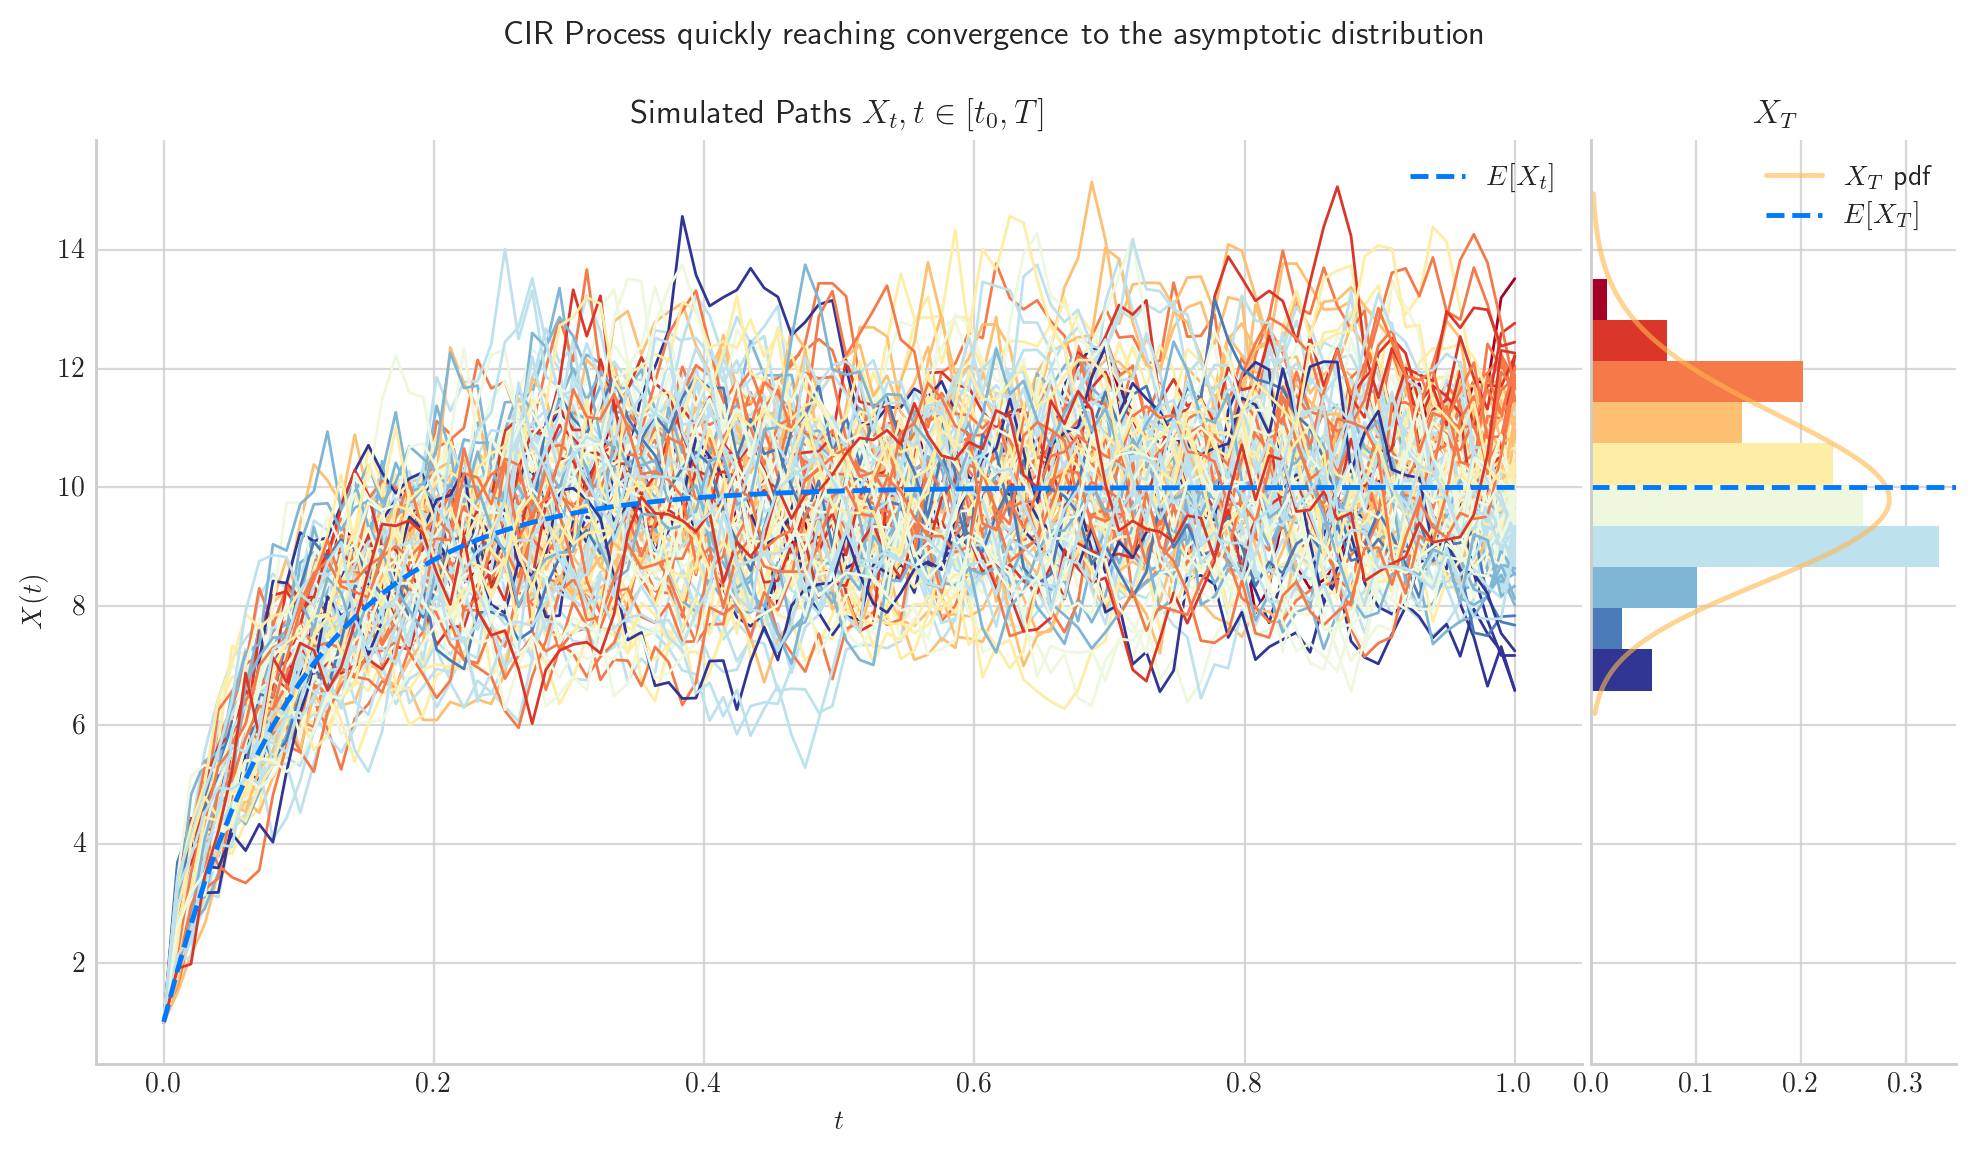 CIR Process quickly reaching convergence to the asymptotic distribution
Simulated Paths $X_t, t \in [t_0, T]$
$X_T$
$E[X_t]$
$X_T$ pdf
$E[X_T]$
14
12
10
8
6
4
2
$X(t)$
0.0 0.2 0.4 0.6 0.8 1.0
0.0 0.1 0.2 0.3
$t$